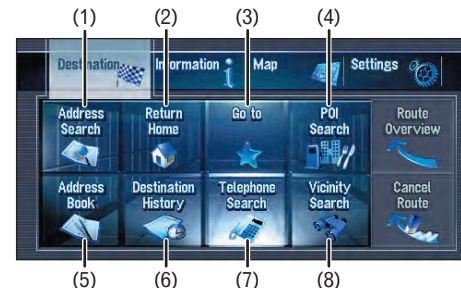 (1) (2) (3) (4)
Destination Information Map Settings
Address Return Go to POI Route
Search Home Search Overview
Address Destination Telephone Vicinity Cancel
Book History Search Search Route
(5) (6) (7) (8)